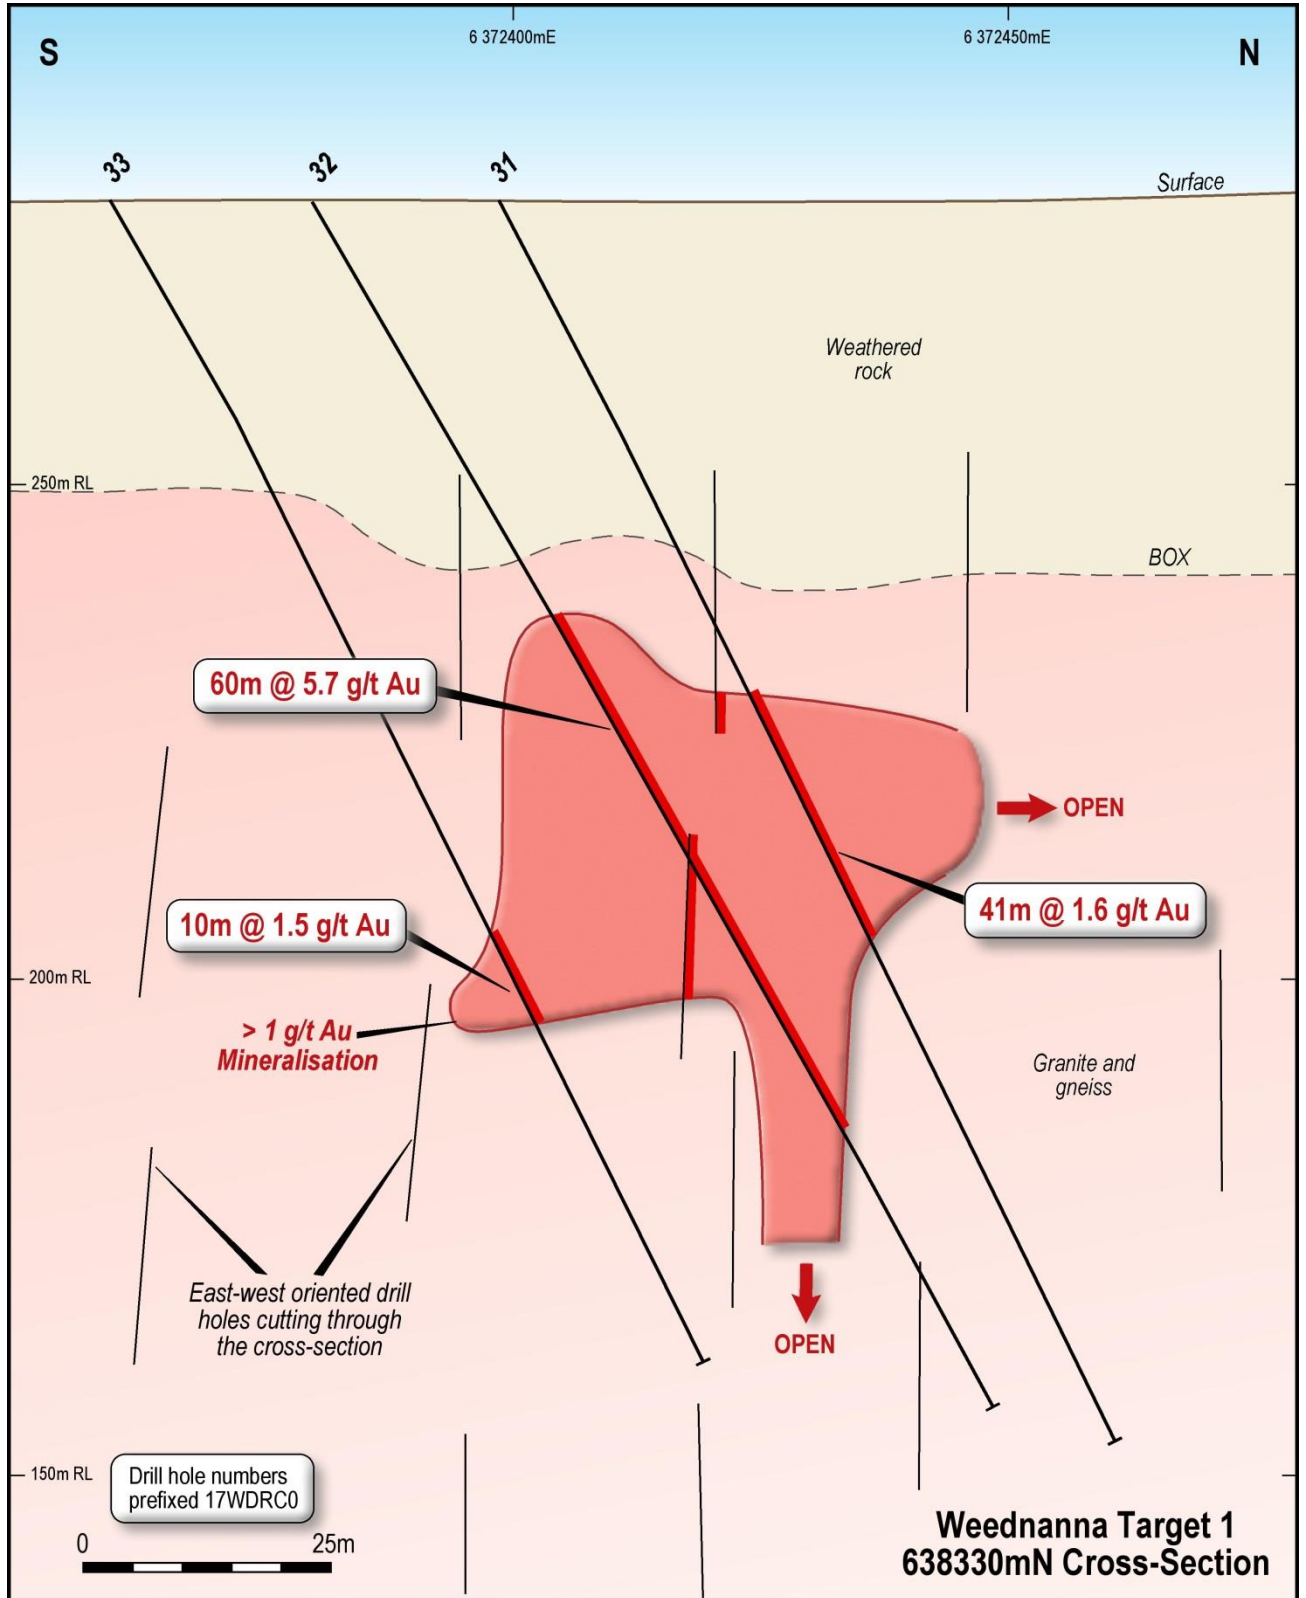 6 372400mE
6 372450mE
S
N
33
32
31
Surface
Weathered
rock
250m RL
BOX
60m @ 5.7 g/t Au
OPEN
10m @ 1.5 g/t Au
41m @ 1.6 g/t Au
200m RL
> 1 g/t Au
Mineralisation
Granite and
gneiss
East-west oriented drill
holes cutting through
the cross-section
OPEN
150m RL
Drill hole numbers
prefixed 17WDRC0
0
25m
Weednanna Target 1
638330mN Cross-Section